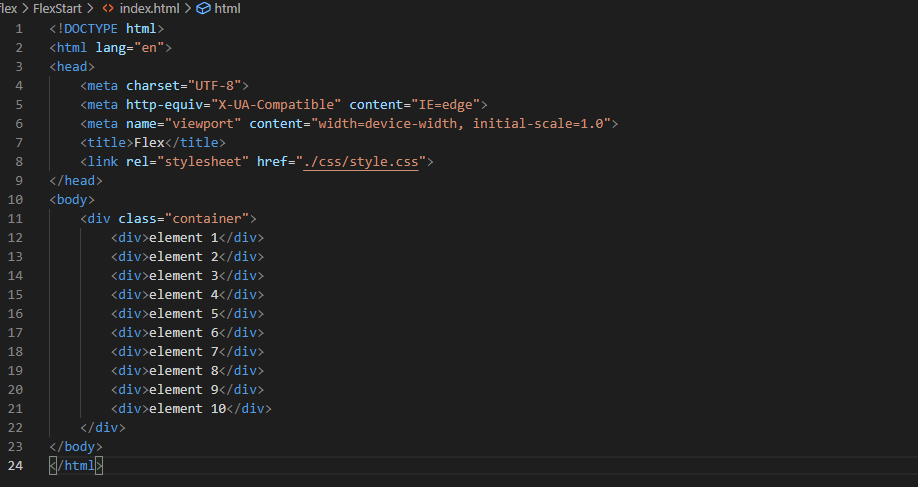 flex > FlexStart > <> index.html > html
1 <!DOCTYPE html>
2 <html lang="en">
3 <head>
4     <meta charset="UTF-8">
5     <meta http-equiv="X-UA-Compatible" content="IE=edge">
6     <meta name="viewport" content="width=device-width, initial-scale=1.0">
7     <title>Flex</title>
8     <link rel="stylesheet" href="./css/style.css">
9 </head>
10 <body>
11     <div class="container">
12         <div>element 1</div>
13         <div>element 2</div>
14         <div>element 3</div>
15         <div>element 4</div>
16         <div>element 5</div>
17         <div>element 6</div>
18         <div>element 7</div>
19         <div>element 8</div>
20         <div>element 9</div>
21         <div>element 10</div>
22     </div>
23 </body>
24 </html>